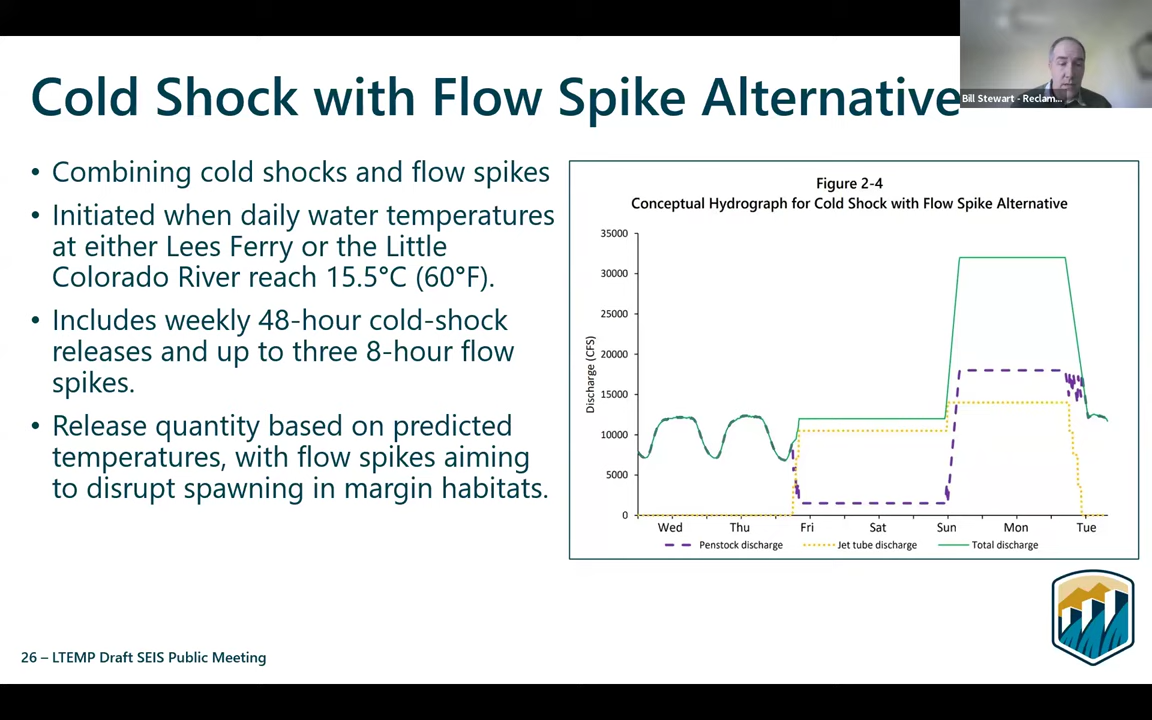 Cold Shock with Flow Spike Alternative
Bill Stewart - Reclam...
• Combining cold shocks and flow spikes
• Initiated when daily water temperatures
at either Lees Ferry or the Little
Colorado River reach 15.5°C (60°F).
• Includes weekly 48-hour cold-shock
releases and up to three 8-hour flow
spikes.
• Release quantity based on predicted
temperatures, with flow spikes aiming
to disrupt spawning in margin habitats.
Figure 2-4
Conceptual Hydrograph for Cold Shock with Flow Spike Alternative
Discharge (CFS)
35000
30000
25000
20000
15000
10000
5000
0
Wed Thu Fri Sat Sun Mon Tue
Penstock discharge Jet tube discharge Total discharge
26 – LTEMP Draft SEIS Public Meeting